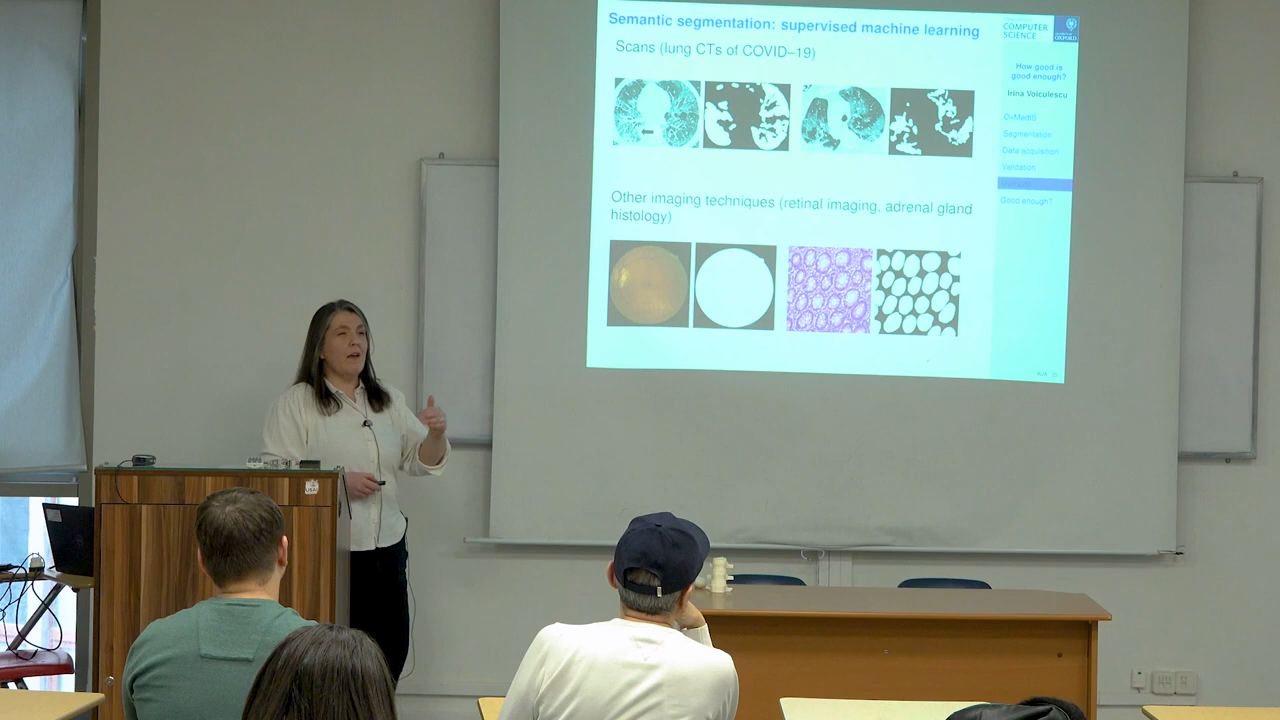 Semantic segmentation: supervised machine learning
Scans (lung CTs of COVID–19)
Other imaging techniques (retinal imaging, adrenal gland
histology)
COMPUTER
SCIENCE
OXFORD
How good is
good enough?
Irina Voiculescu
OxMedIS
Segmentation
Data acquisition
Validation
Good enough?